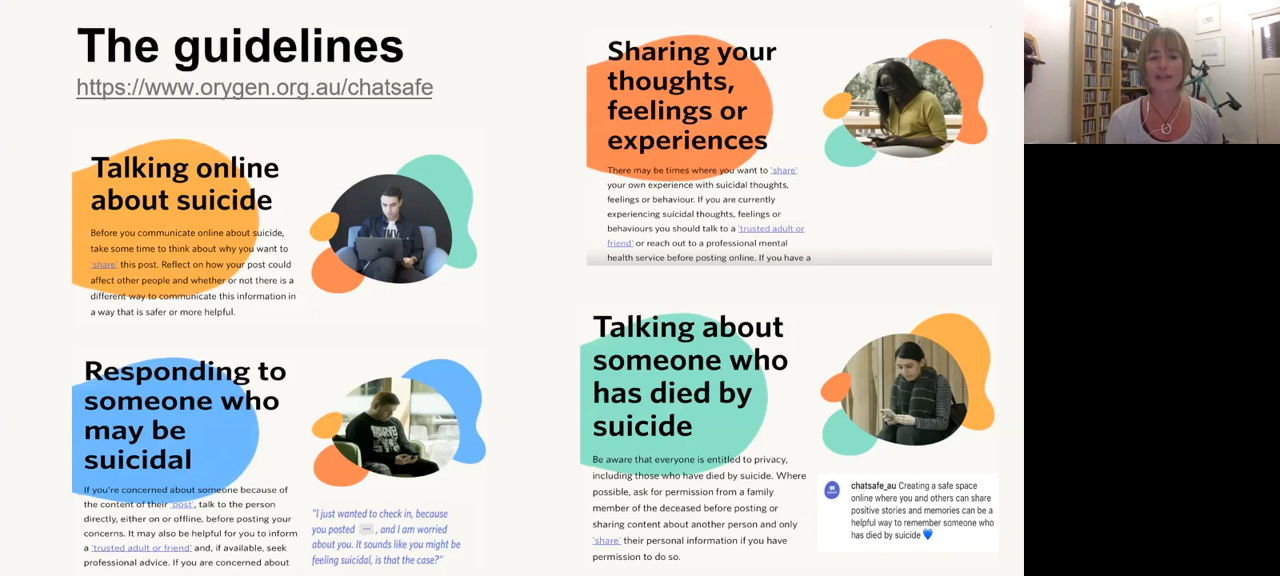 The guidelines
https://www.orygen.org.au/chatsafe
Talking online
about suicide
Before you communicate online about suicide,
take some time to think about why you want to
'share' this post. Reflect on how your post could
affect other people and whether or not there is a
different way to communicate this information in
a way that is safer or more helpful.
Responding to
someone who
may be
suicidal
If you're concerned about someone because of
the content of their 'post', talk to the person
directly, either on or offline, before posting your
concerns. It may also be helpful for you to inform
a 'trusted adult or friend' and, if available, seek
professional advice. If you are concerned about
"I just wanted to check in, because
you posted ... , and I am worried
about you. It sounds like you might be
feeling suicidal, is that the case?"
Sharing your
thoughts,
feelings or
experiences
There may be times where you want to 'share'
your own experience with suicidal thoughts,
feelings or behaviour. If you are currently
experiencing suicidal thoughts, feelings or
behaviours you should talk to a 'trusted adult or
friend' or reach out to a professional mental
health service before posting online. If you have a
Talking about
someone who
has died by
suicide
Be aware that everyone is entitled to privacy,
including those who have died by suicide. Where
possible, ask for permission from a family
member of the deceased before posting or
sharing content about another person and only
'share' their personal information if you have
permission to do so.
chatsafe_au Creating a safe space
online where you and others can share
positive stories and memories can be a
helpful way to remember someone who
has died by suicide 💙